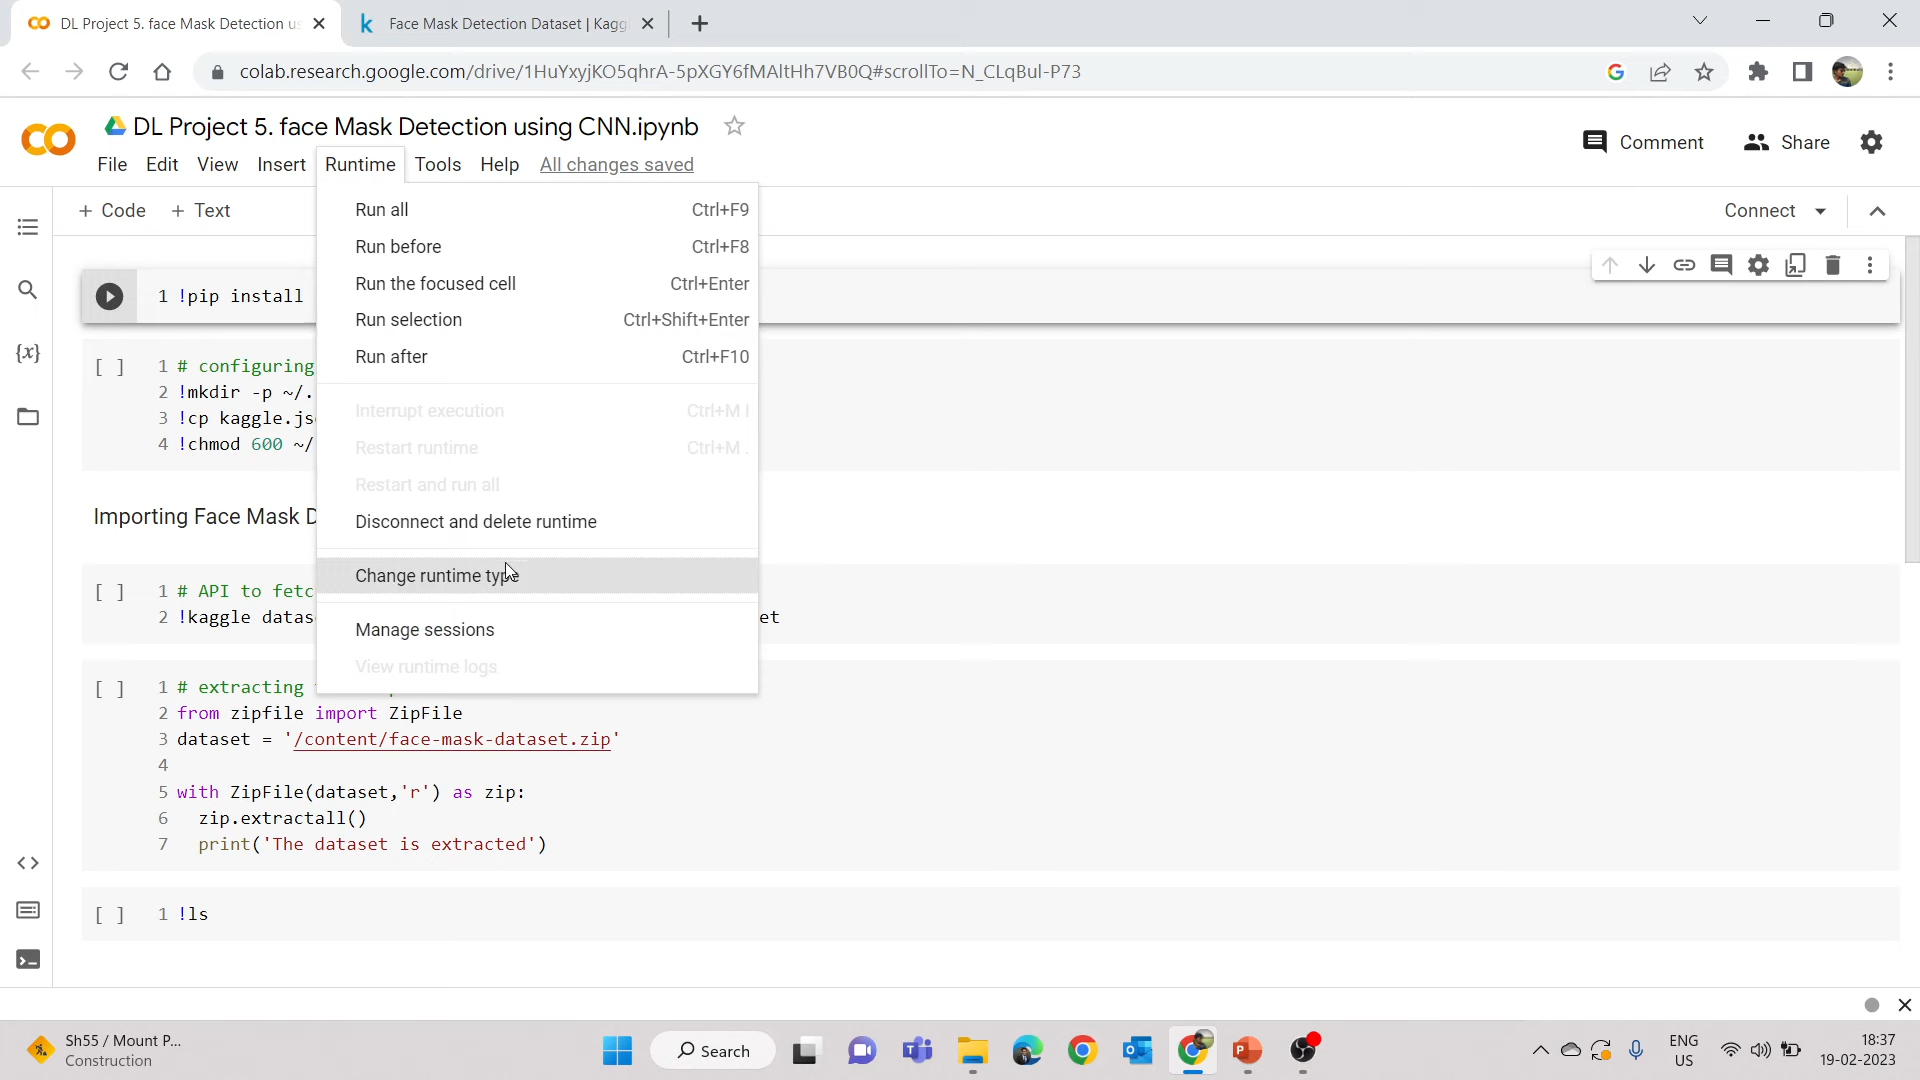 DL Project 5. face Mask Detection us
Face Mask Detection Dataset | Kagg
colab.research.google.com/drive/1HuYxyjKO5qhrA-5pXGY6fMAltHh7VB0Q#scrollTo=N_CLqBul-P73
DL Project 5. face Mask Detection using CNN.ipynb
Comment
Share
File Edit View Insert Runtime Tools Help All changes saved
+ Code + Text
Connect
Run all Ctrl+F9
Run before Ctrl+F8
Run the focused cell Ctrl+Enter
Run selection Ctrl+Shift+Enter
Run after Ctrl+F10
Interrupt execution Ctrl+M I
Restart runtime Ctrl+M .
Restart and run all
Disconnect and delete runtime
Change runtime type
Manage sessions
View runtime logs
1 !pip install
[ ] 1 # configuring
2 !mkdir -p ~/.
3 !cp kaggle.js
4 !chmod 600 ~/
Importing Face Mask D
[ ] 1 # API to fetc
2 !kaggle datas et
[ ] 1 # extracting
2 from zipfile import ZipFile
3 dataset = '/content/face-mask-dataset.zip'
4
5 with ZipFile(dataset,'r') as zip:
6 zip.extractall()
7 print('The dataset is extracted')
[ ] 1 !ls
Sh55 / Mount P...
Construction
Search
ENG
US
18:37
19-02-2023